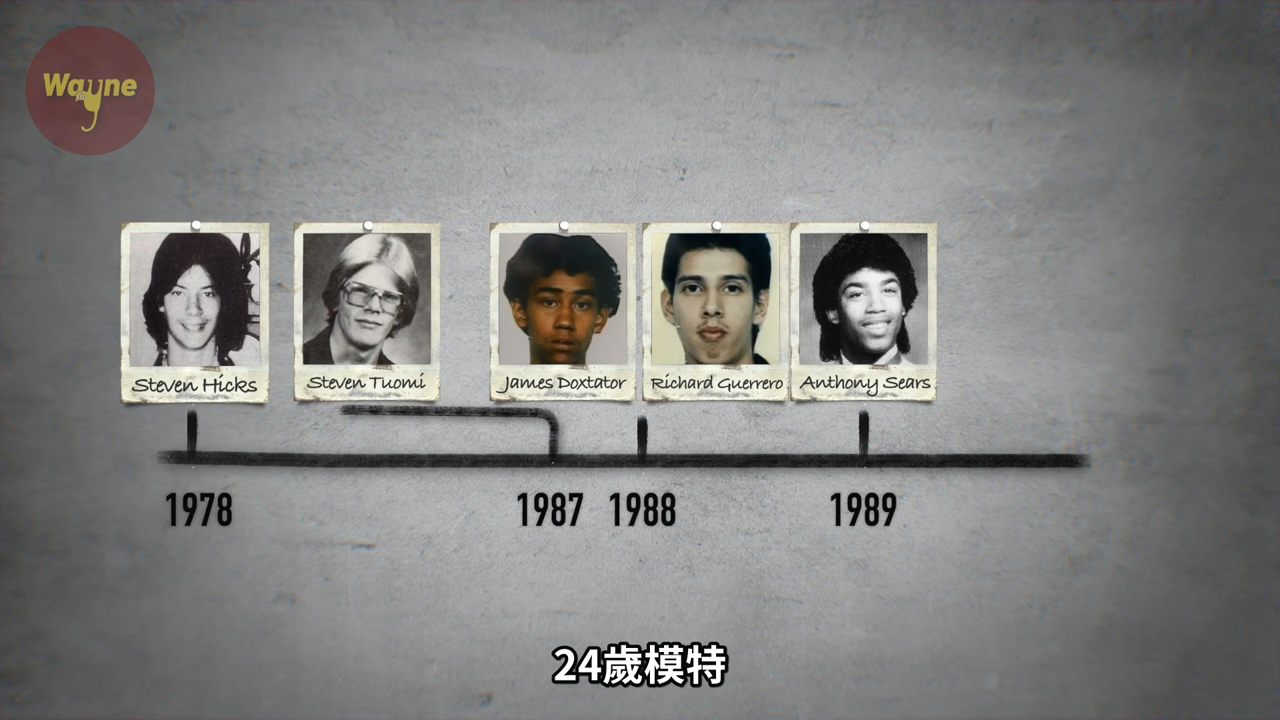 Wayne
Steven Hicks
Steven Tuomi
James Doxtator
Richard Guerrero
Anthony Sears
1978
1987
1988
1989
24歲模特